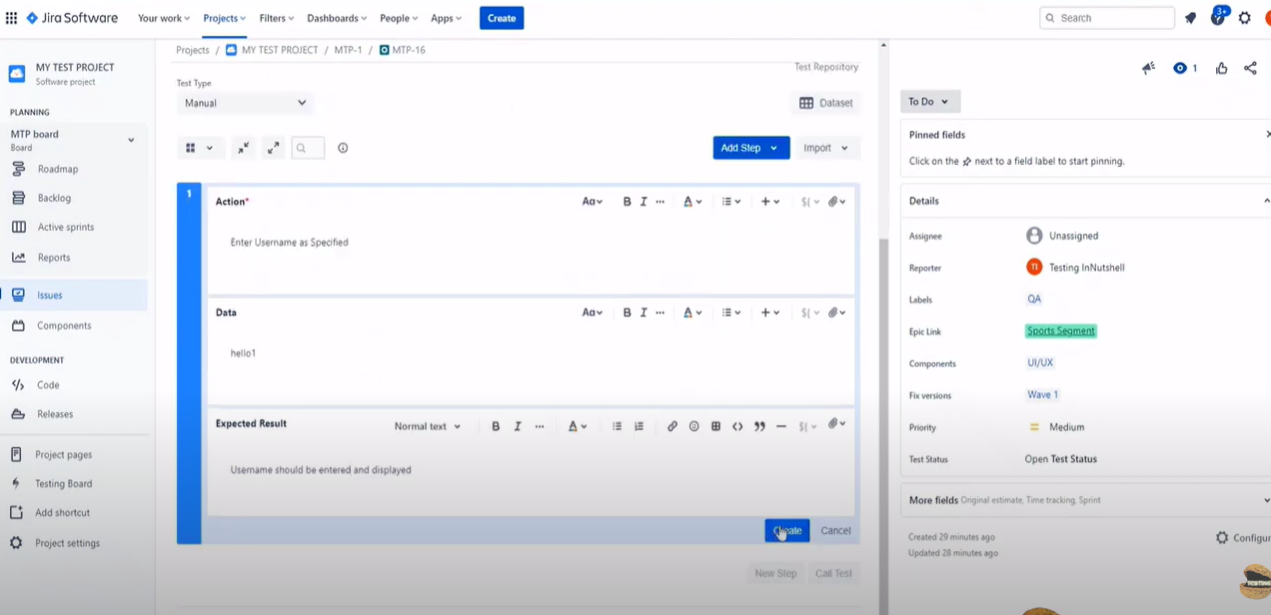 Jira Software
Your work
Projects
Filters
Dashboards
People
Apps
Create
Search
3+
MY TEST PROJECT
Software project
PLANNING
MTP board
Board
Roadmap
Backlog
Active sprints
Reports
Issues
Components
DEVELOPMENT
Code
Releases
Project pages
Testing Board
Add shortcut
Project settings
Projects / MY TEST PROJECT / MTP-1 / MTP-16
Test Repository
Test Type
Manual
Dataset
Add Step
Import
1
Action*
Aa B I ··· A
Enter Username as Specified
Data
Aa B I ··· A
hello1
Expected Result
Normal text B I ··· A
Username should be entered and displayed
Create Cancel
New Step Call Test
1
To Do
Pinned fields
Click on the next to a field label to start pinning.
Details
Assignee
Unassigned
Reporter
TI Testing InNutshell
Labels
QA
Epic Link
Sports Segment
Components
UI/UX
Fix versions
Wave 1
Priority
Medium
Test Status
Open Test Status
More fields Original estimate, Time tracking, Sprint
Created 29 minutes ago
Updated 28 minutes ago
Configur